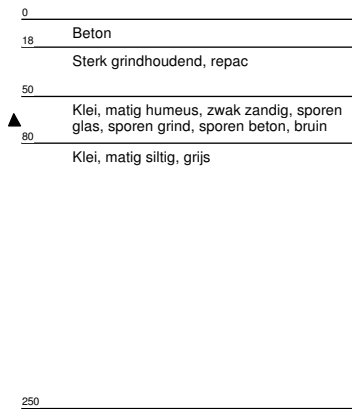 0
Beton
18
Sterk grindhoudend, repac
50
Klei, matig humeus, zwak zandig, sporen
glas, sporen grind, sporen beton, bruin
80
Klei, matig siltig, grijs
250